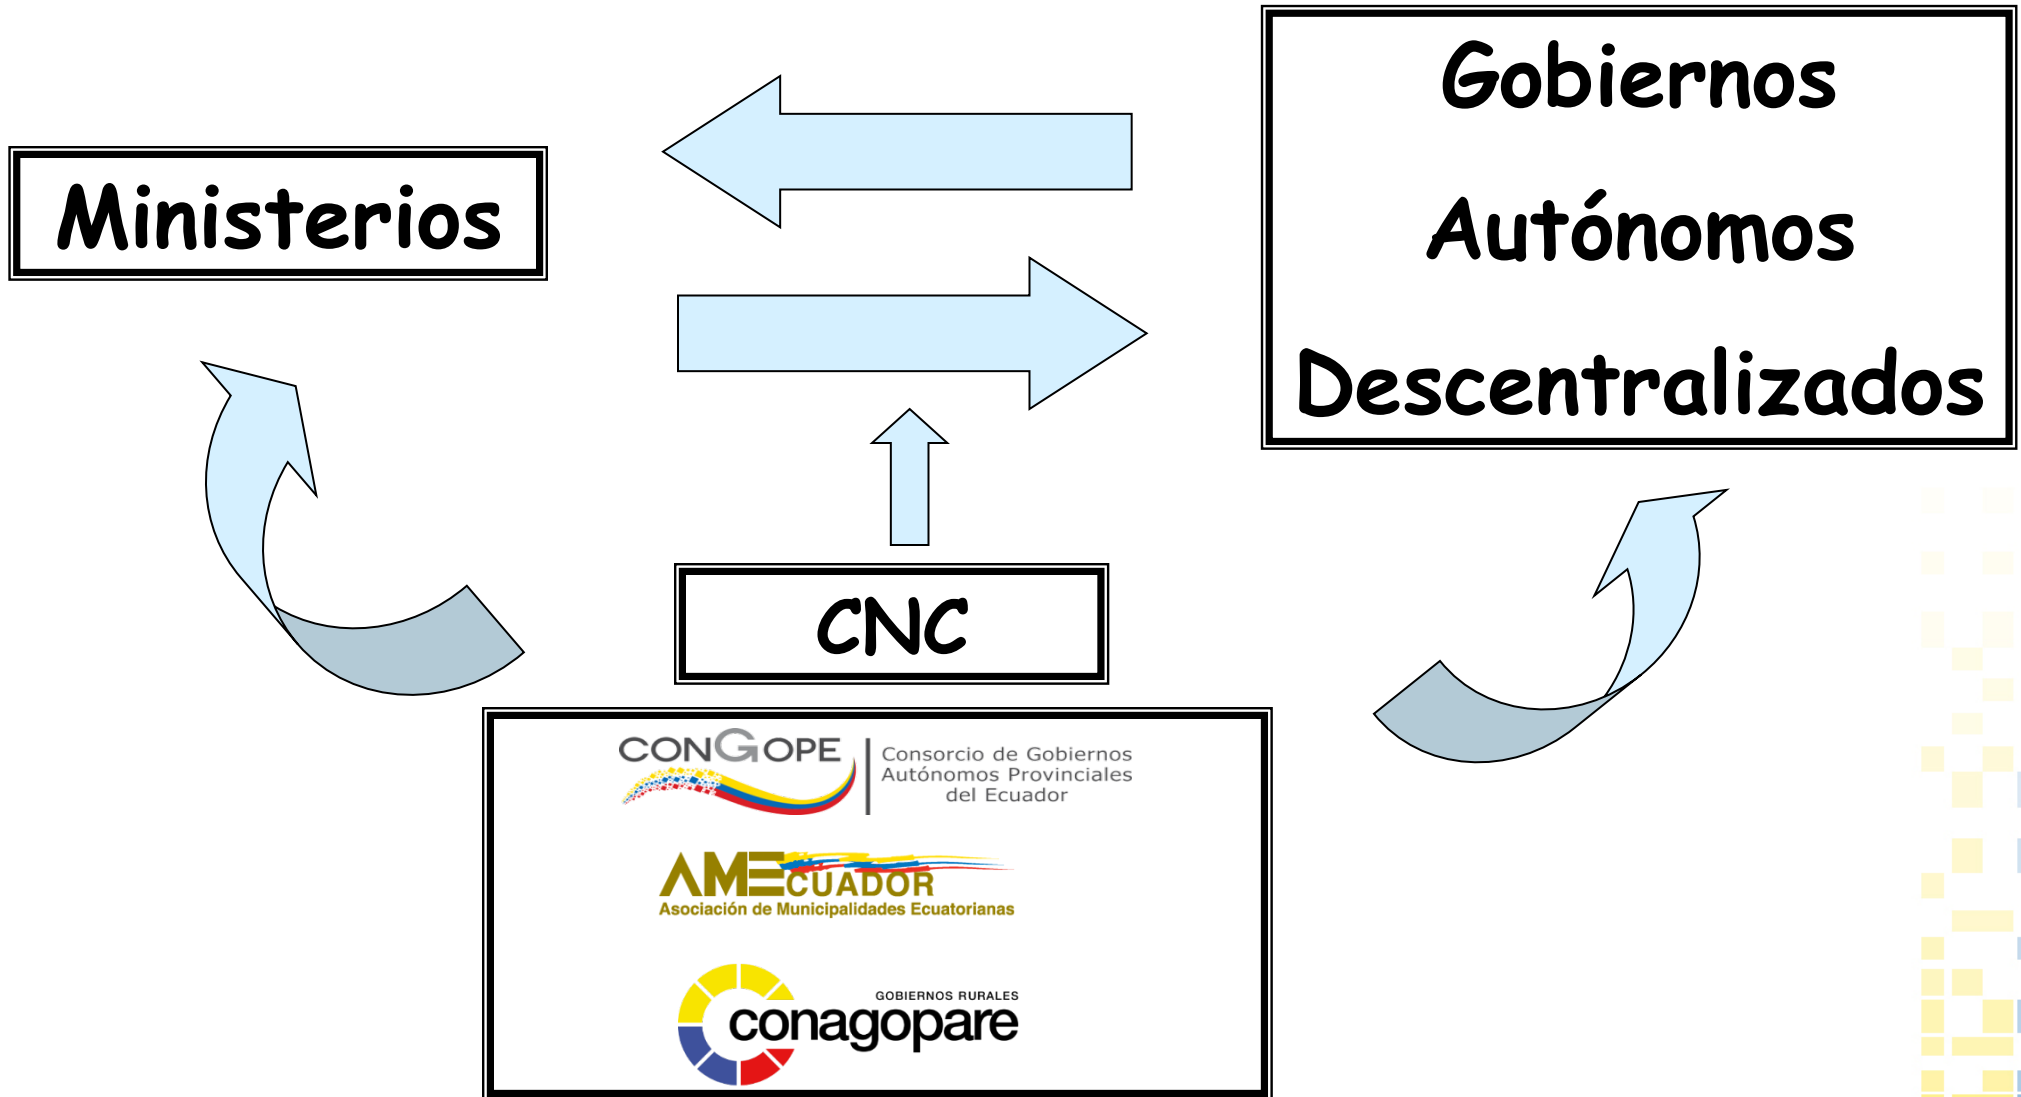 Ministerios
Gobiernos
Autónomos
Descentralizados
CNC
CONGOPE
Consorcio de Gobiernos
Autónomos Provinciales
del Ecuador
AMECUADOR
Asociación de Municipalidades Ecuatorianas
GOBIERNOS RURALES
conagopare